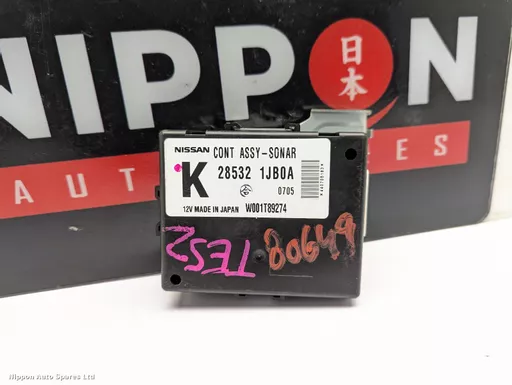 NIPPON
日本
AUTO
ES
NISSAN CONT ASSY-SONAR
K 28532 1JB0A
0705
12V MADE IN JAPAN W001T89274
TE52
80649
Nippon Auto Spares Ltd